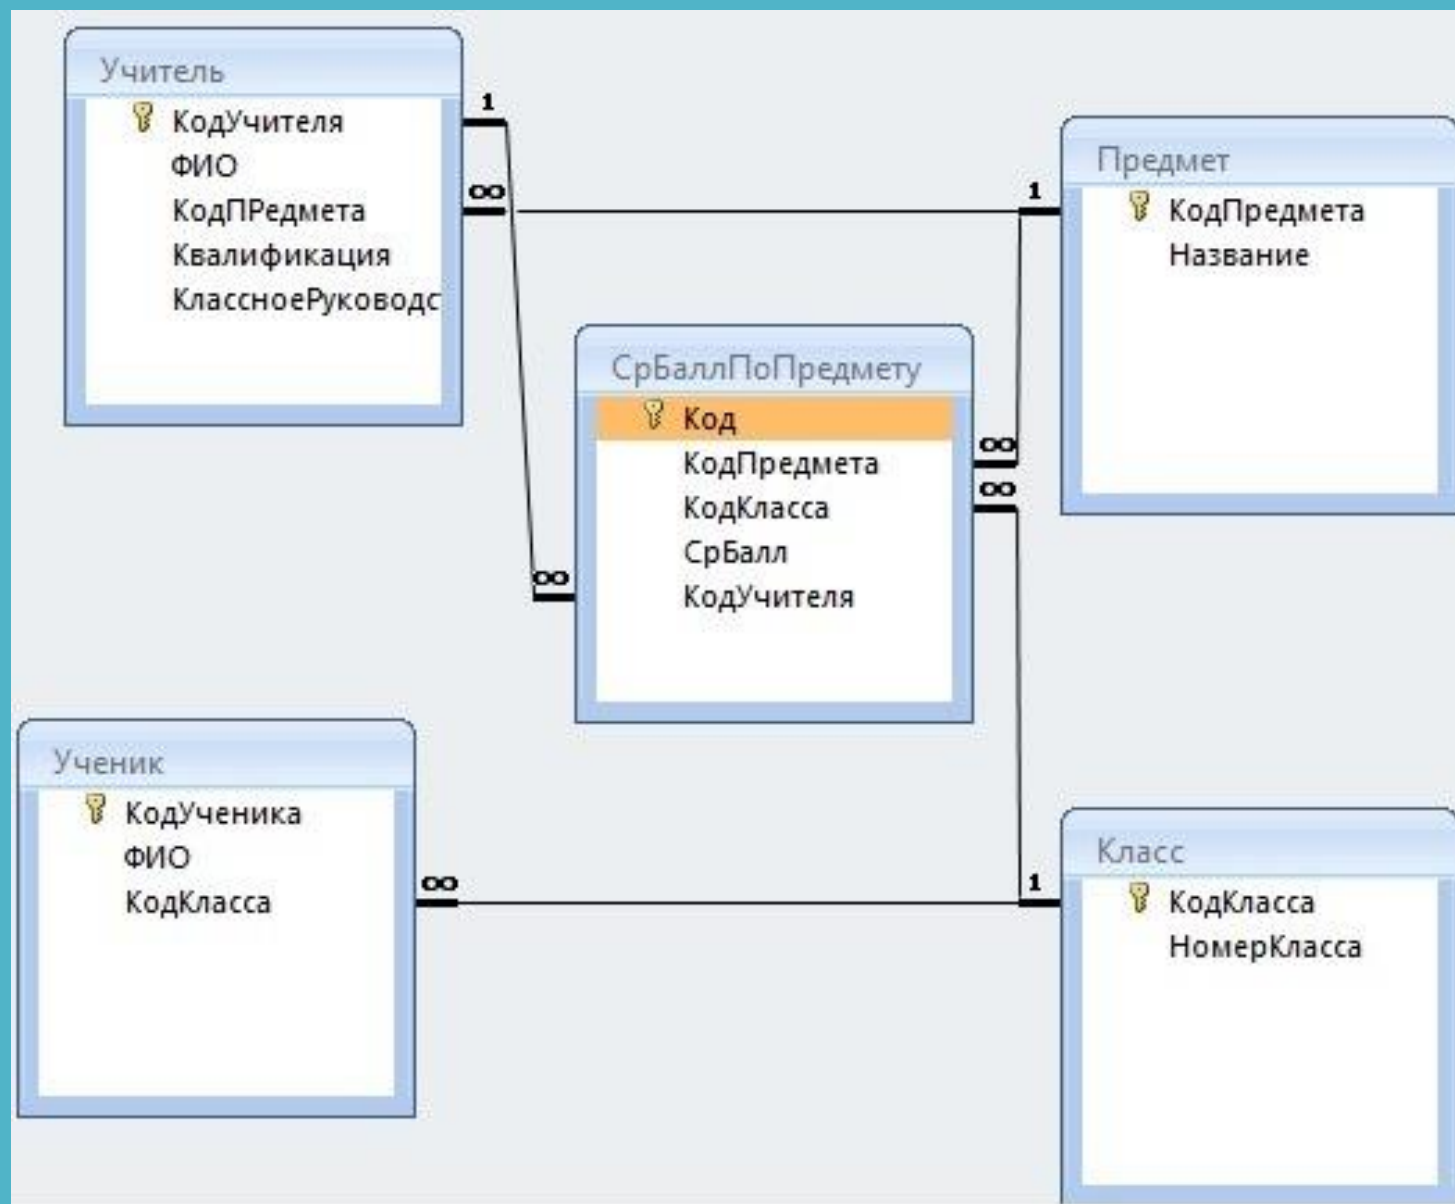 Учитель
КодУчителя
ФИО
КодПРедмета
Квалификация
КлассноеРуководс
1
∞
1
Предмет
КодПредмета
Название
СрБаллПоПредмету
Код
КодПредмета
КодКласса
СрБалл
КодУчителя
∞
∞
∞
Ученик
КодУченика
ФИО
КодКласса
∞
1
Класс
КодКласса
НомерКласса